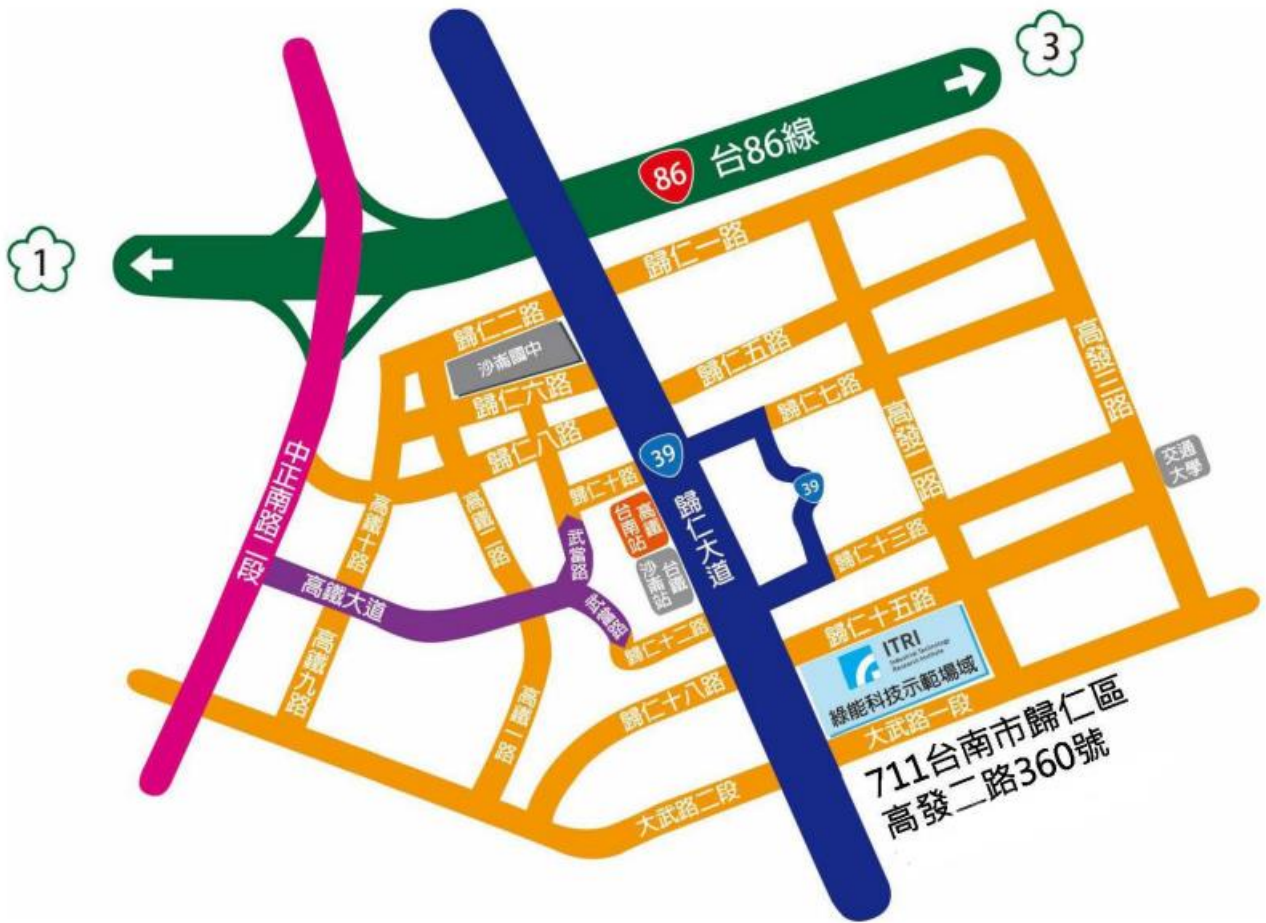 3
台86線
86
歸仁一路
1
歸仁二路
沙崙國中
歸仁六路
歸仁五路
歸仁七路
歸仁八路
高發三路
高發二路
39
39
歸仁大道
歸仁十路
高鐵
台南站
台鐵
沙崙站
交通
大學
中正南路二段
高鐵十路
高鐵二路
武當路
武當路
高鐵大道
歸仁十三路
歸仁十二路
歸仁十五路
高鐵九路
高鐵一路
歸仁十八路
ITRI
Industrial Technology
Research Institute
綠能科技示範場域
大武路一段
大武路二段
711台南市歸仁區
高發二路360號